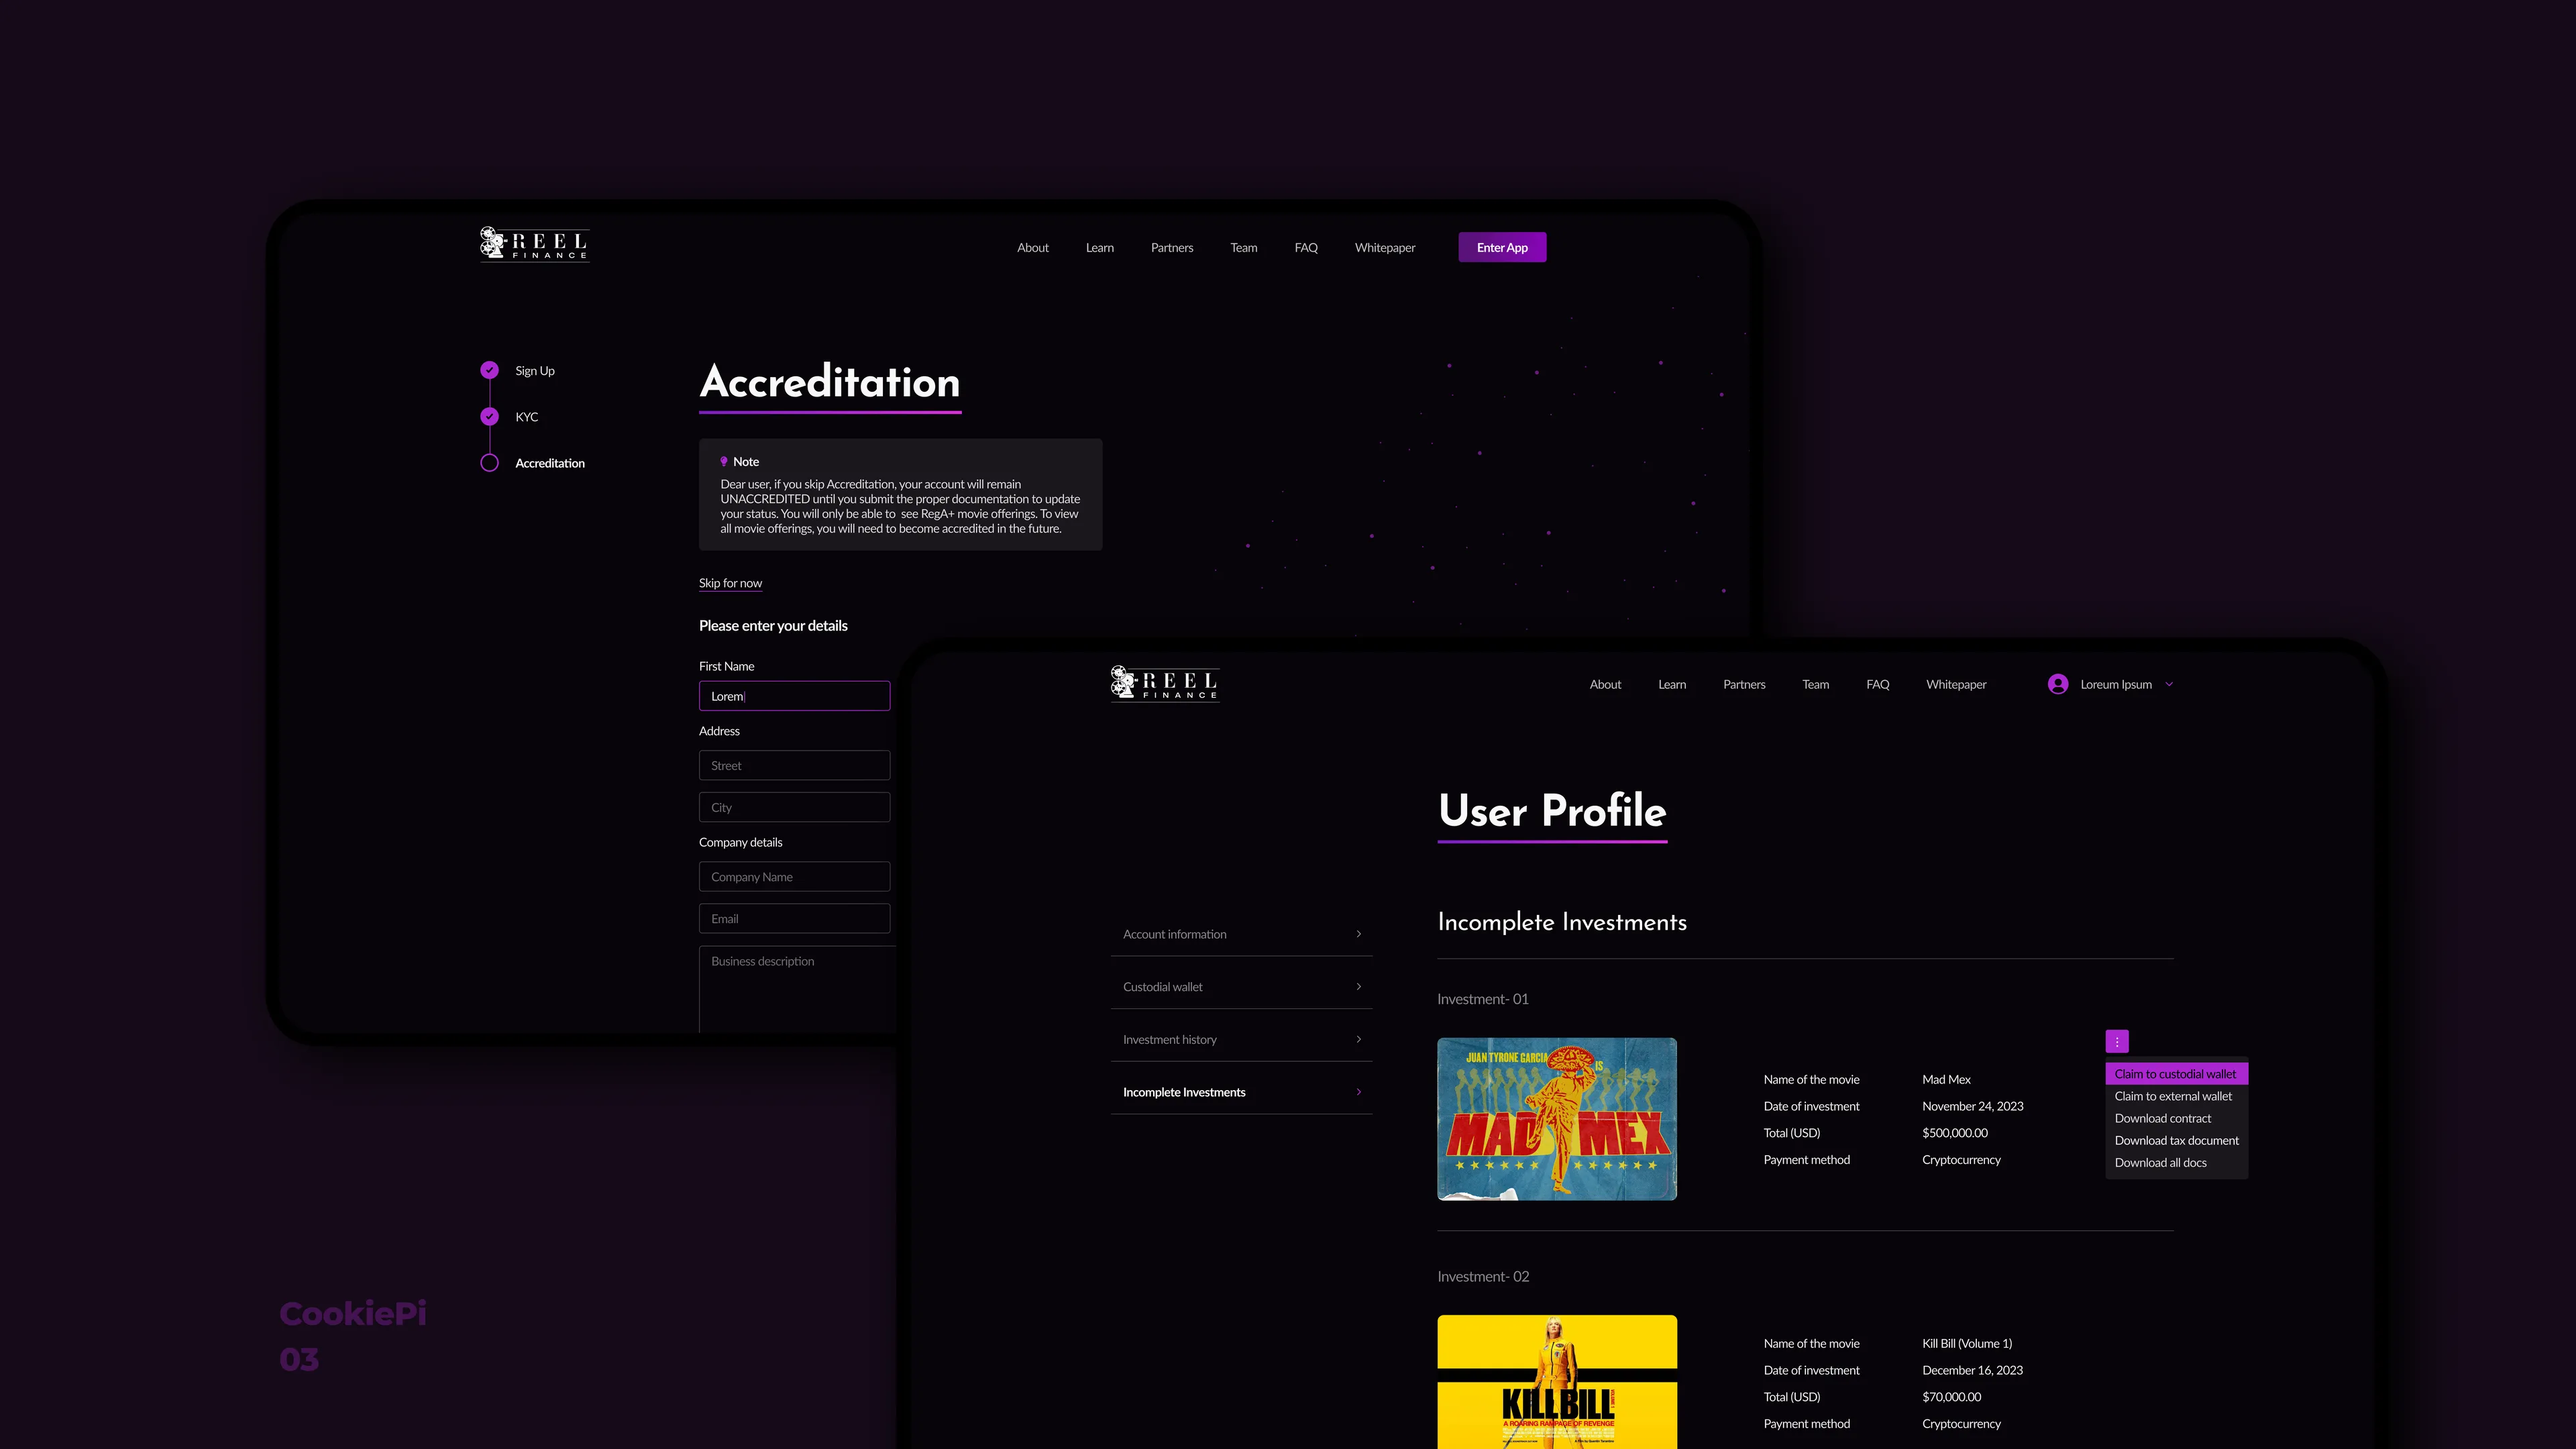 REEL
FINANCE
About Learn Partners Team FAQ Whitepaper Enter App
Sign Up
KYC
Accreditation
Accreditation
Note
Dear user, if you skip Accreditation, your account will remain
UNACCREDITED until you submit the proper documentation to update
your status. You will only be able to see RegA+ movie offerings. To view
all movie offerings, you will need to become accredited in the future.
Skip for now
Please enter your details
First Name
Lorem
Address
Street
City
Company details
Company Name
Email
Business description
REEL
FINANCE
About Learn Partners Team FAQ Whitepaper Loreum Ipsum
User Profile
Account information
Custodial wallet
Investment history
Incomplete Investments
Incomplete Investments
Investment- 01
JUAN TYRONE GARCIA IS
MAD MEX
Name of the movie Mad Mex
Date of investment November 24, 2023
Total (USD) $500,000.00
Payment method Cryptocurrency
Claim to custodial wallet
Claim to external wallet
Download contract
Download tax document
Download all docs
Investment- 02
KILL BILL
A ROARING RAMPAGE OF REVENGE
Name of the movie Kill Bill (Volume 1)
Date of investment December 16, 2023
Total (USD) $70,000.00
Payment method Cryptocurrency
CookiePi
03